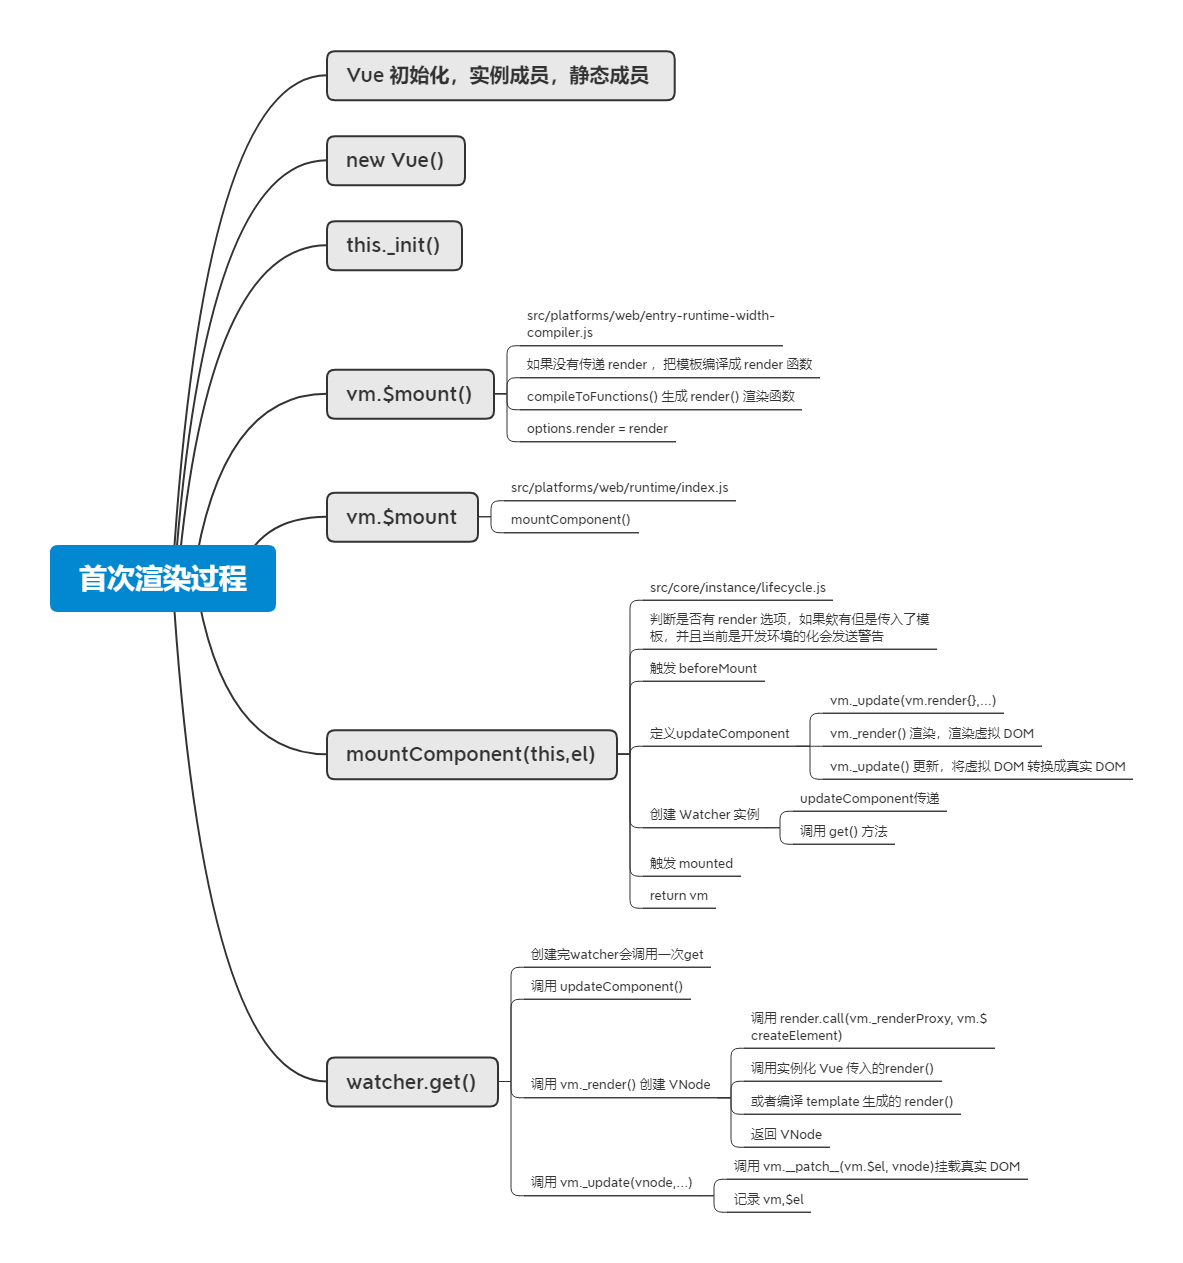 首次渲染过程
Vue 初始化，实例成员，静态成员
new Vue()
this._init()
vm.$mount()
src/platforms/web/entry-runtime-width-
compiler.js
如果没有传递 render ，把模板编译成 render 函数
compileToFunctions() 生成 render() 渲染函数
options.render = render
vm.$mount
src/platforms/web/runtime/index.js
mountComponent()
mountComponent(this,el)
src/core/instance/lifecycle.js
判断是否有 render 选项，如果欸有但是传入了模
板，并且当前是开发环境的化会发送警告
触发 beforeMount
定义updateComponent
vm._update(vm.render{},...)
vm._render() 渲染，渲染虚拟 DOM
vm._update() 更新，将虚拟 DOM 转换成真实 DOM
创建 Watcher 实例
updateComponent传递
调用 get() 方法
触发 mounted
return vm
watcher.get()
创建完watcher会调用一次get
调用 updateComponent()
调用 vm._render() 创建 VNode
调用 render.call(vm._renderProxy, vm.$
createElement)
调用实例化 Vue 传入的render()
或者编译 template 生成的 render()
返回 VNode
调用 vm._update(vnode,...)
调用 vm.__patch__(vm.$el, vnode)挂载真实 DOM
记录 vm,$el